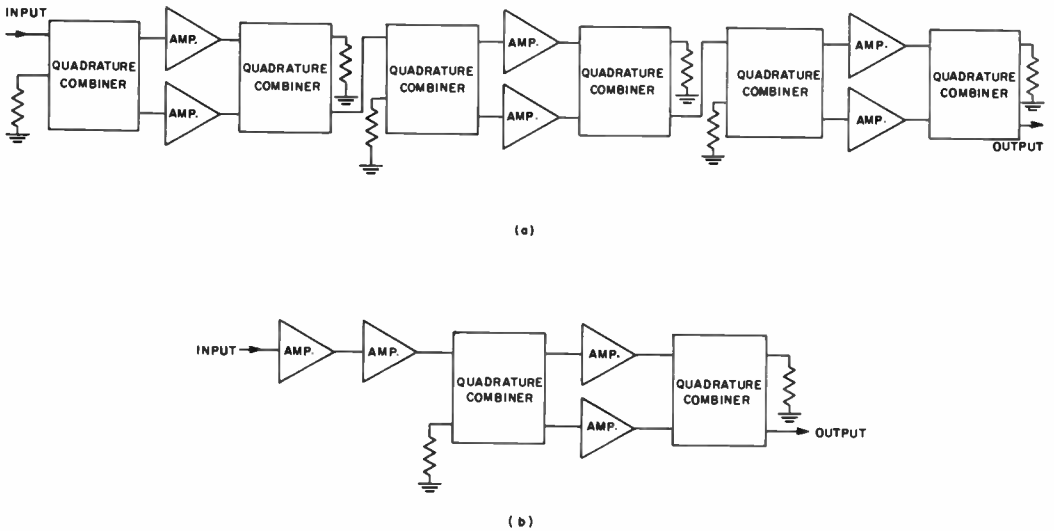 INPUT
QUADRATURE
COMBINER
AMP.
AMP.
QUADRATURE
COMBINER
QUADRATURE
COMBINER
AMP.
AMP.
QUADRATURE
COMBINER
QUADRATURE
COMBINER
AMP.
AMP.
QUADRATURE
COMBINER
OUTPUT
(a)
INPUT
AMP.
AMP.
QUADRATURE
COMBINER
AMP.
AMP.
QUADRATURE
COMBINER
OUTPUT
(b)